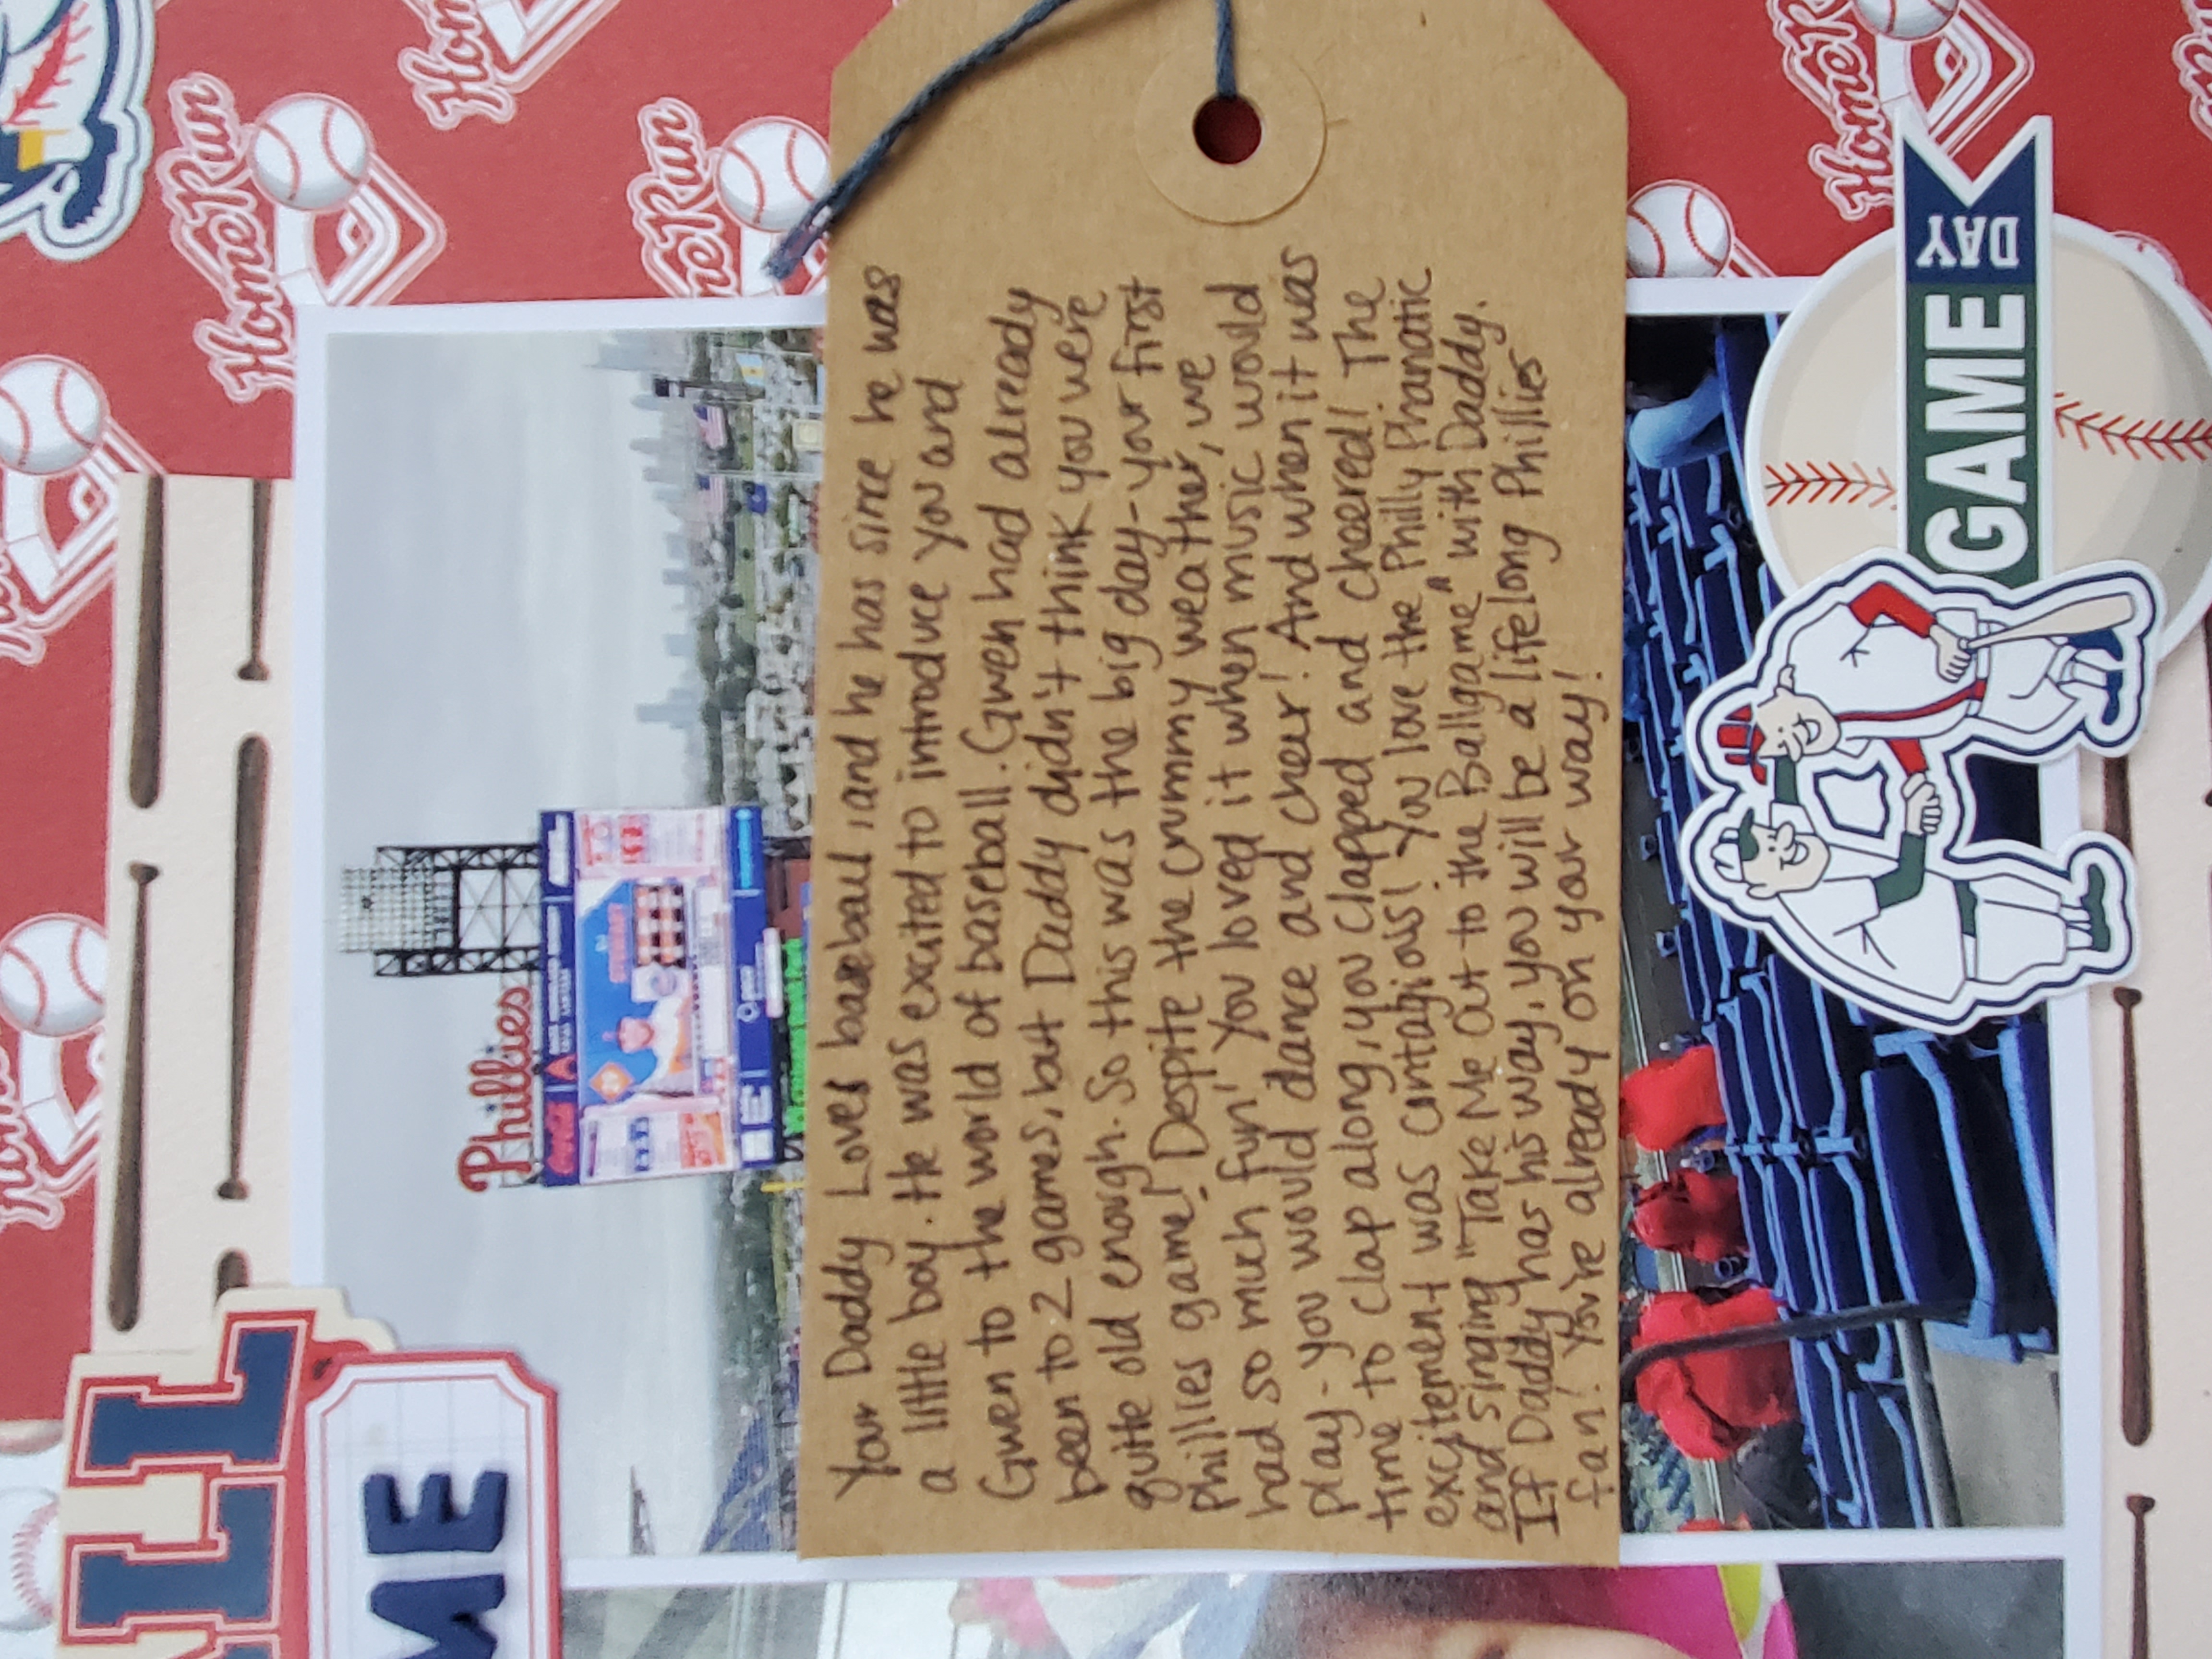 Your Daddy Loves baseball, and he has since he was
a little boy. He was excited to introduce you and
Gwen to the world of baseball. Gwen had already
been to 2 games, but Daddy didn't think you were
quite old enough. So this was the big day - your first
Phillies game! Despite the crummy weather, we
had so much fun! You loved it when music would
play - you would dance and cheer! And when it was
time to clap along, you clapped and cheered! The
excitement was contagious! You love the Philly Phanatic
and singing "Take Me Out to the Ballgame" with Daddy.
If Daddy has his way, you will be a lifelong Phillies
fan! You're already on your way!
Phillies
GAME DAY
HomeRun
HomeRun
HomeRun
HomeRun
ALL
ME